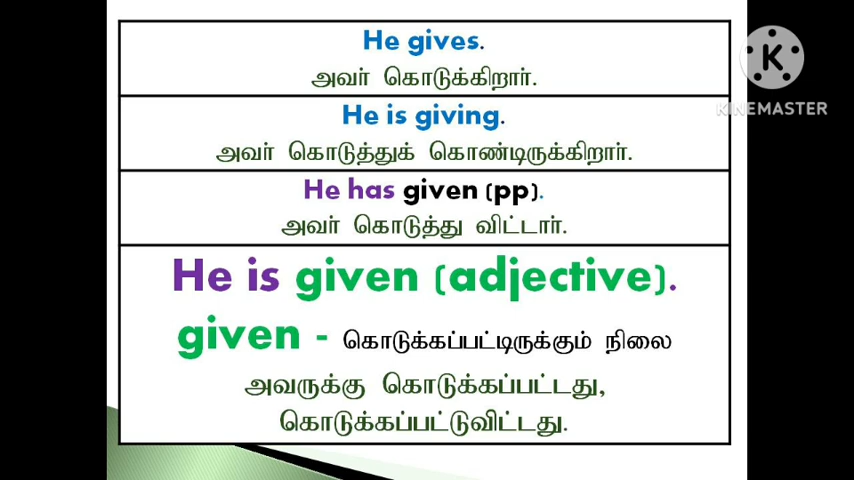 He gives.
அவர் கொடுக்கிறார்.
He is giving.
அவர் கொடுத்துக் கொண்டிருக்கிறார்.
He has given (pp).
அவர் கொடுத்து விட்டார்.
He is given (adjective).
given - கொடுக்கப்பட்டிருக்கும் நிலை
அவருக்கு கொடுக்கப்பட்டது,
கொடுக்கப்பட்டுவிட்டது.
K
KINEMASTER